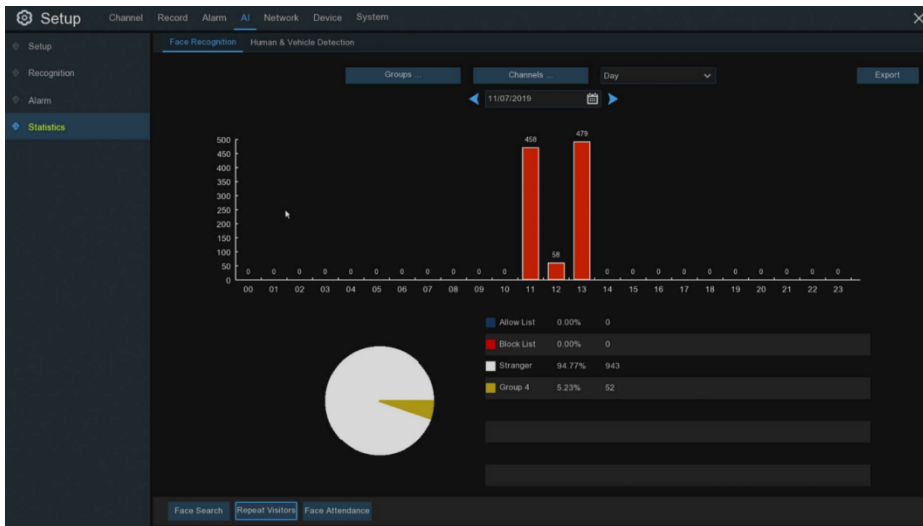 Setup Channel Record Alarm AI Network Device System
Setup
Recognition
Alarm
Statistics
Face Recognition Human & Vehicle Detection
Groups ... Channels ... Day Export
11/07/2019
500
450
400
350
300
250
200
150
100
50
0
0 0 0 0 0 0 0 0 0 0 0 458 58 479 0 0 0 0 0 0 0 0 0 0
00 01 02 03 04 05 06 07 08 09 10 11 12 13 14 15 16 17 18 19 20 21 22 23
Allow List 0.00% 0
Block List 0.00% 0
Stranger 94.77% 943
Group 4 5.23% 52
Face Search Repeat Visitors Face Attendance